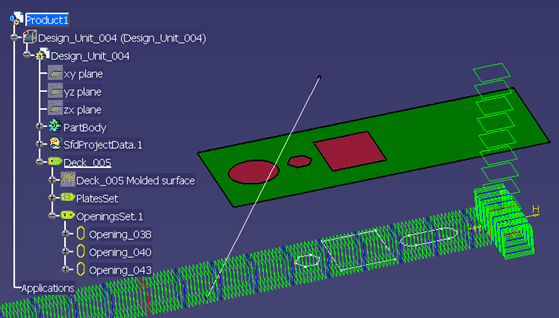 Product1
Design_Unit_004 (Design_Unit_004)
Design_Unit_004
xy plane
yz plane
zx plane
PartBody
SfdProjectData.1
Deck_005
Deck_005 Molded surface
PlatesSet
OpeningsSet.1
Opening_038
Opening_040
Opening_043
Applications
H